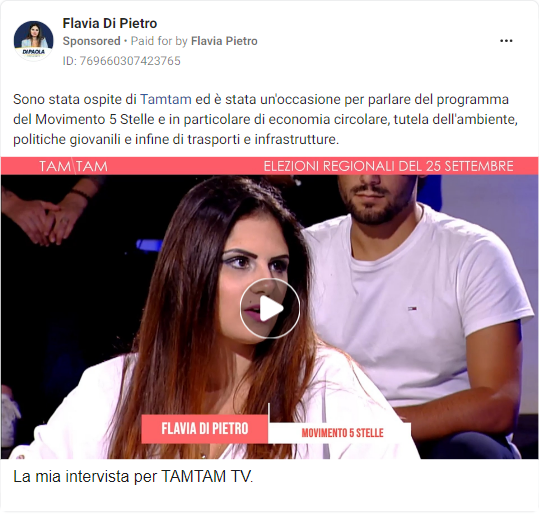 Flavia Di Pietro
Sponsored • Paid for by Flavia Pietro
ID: 769660307423765
Sono stata ospite di Tamtam ed è stata un'occasione per parlare del programma
del Movimento 5 Stelle e in particolare di economia circolare, tutela dell'ambiente,
politiche giovanili e infine di trasporti e infrastrutture.
TAM\TAM ELEZIONI REGIONALI DEL 25 SETTEMBRE
FLAVIA DI PIETRO
MOVIMENTO 5 STELLE
La mia intervista per TAMTAM TV.